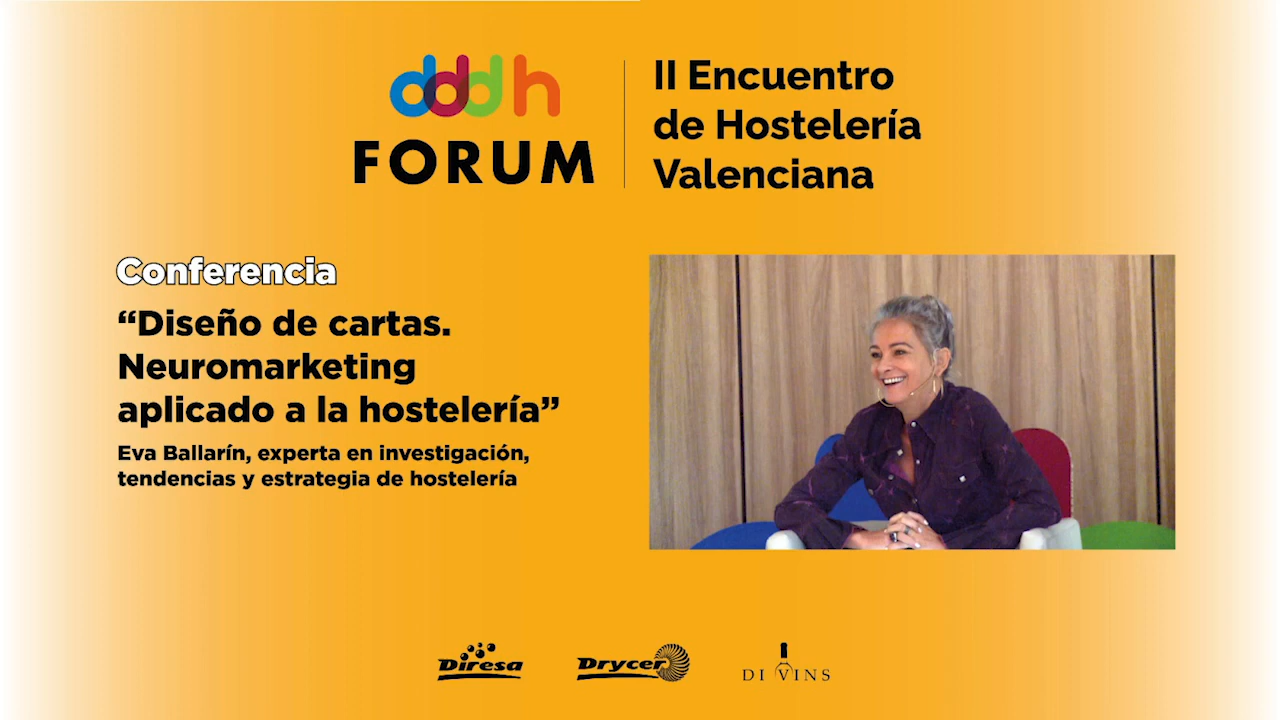 dddh
FORUM
II Encuentro
de Hostelería
Valenciana
Conferencia
“Diseño de cartas.
Neuromarketing
aplicado a la hostelería”
Eva Ballarín, experta en investigación,
tendencias y estrategia de hostelería
Diresa
Drycer
DI VINS